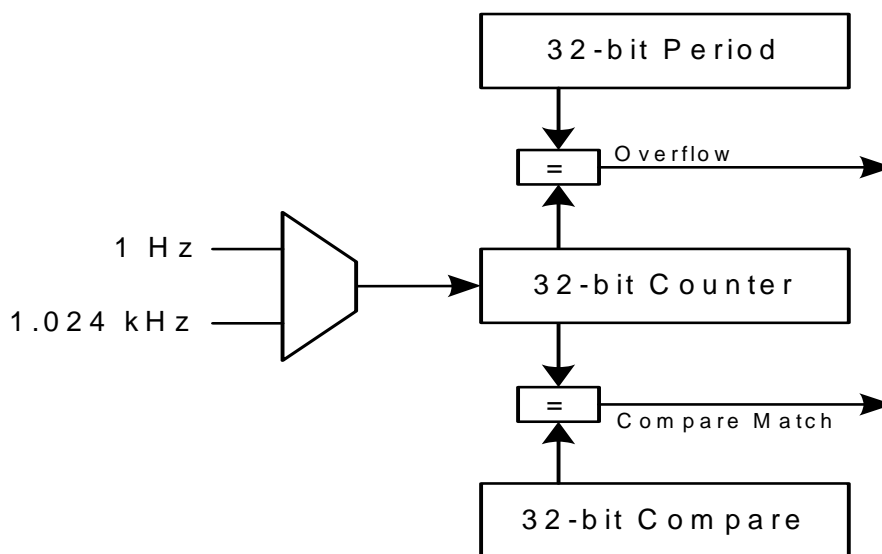 32-bit Period
Overflow
=
1 Hz
32-bit Counter
1.024 kHz
=
Compare Match
32-bit Compare